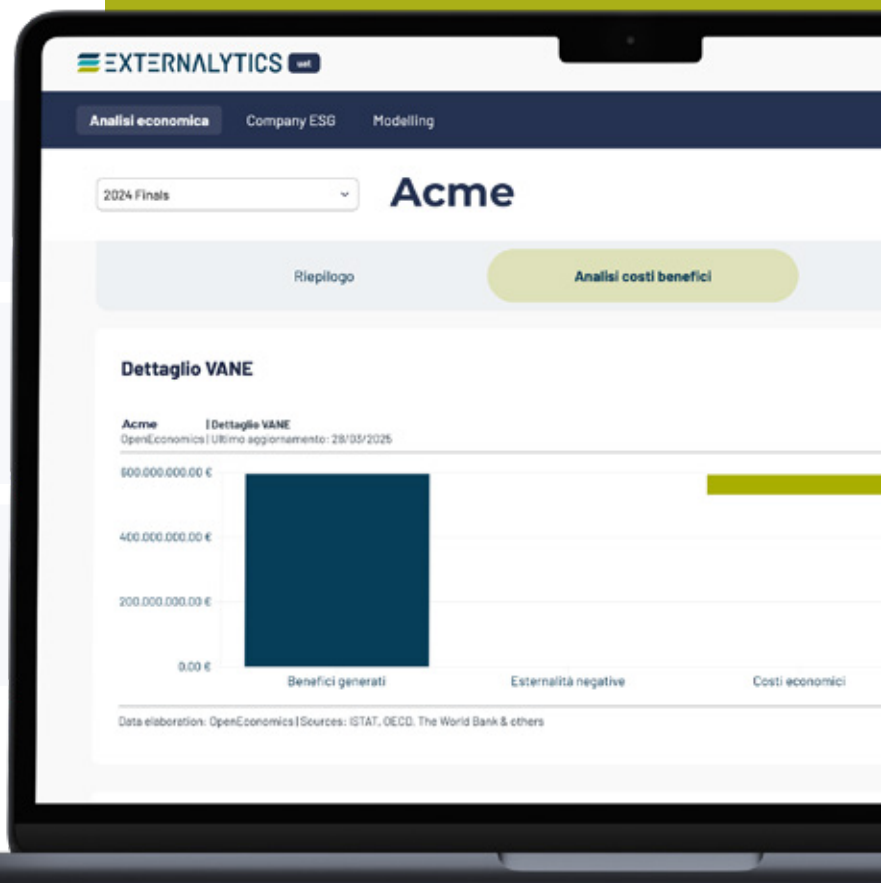 EXTERNALYTICS uat
Analisi economica Company ESG Modelling
2024 Finals
Acme
Riepilogo Analisi costi benefici
Dettaglio VANE
Acme | Dettaglio VANE
OpenEconomics | Ultimo aggiornamento: 28/03/2025
600.000.000,00 €
400.000.000,00 €
200.000.000,00 €
0,00 €
Benefici generati Esternalità negative Costi economici
Data elaboration: OpenEconomics | Sources: ISTAT, OECD, The World Bank & others